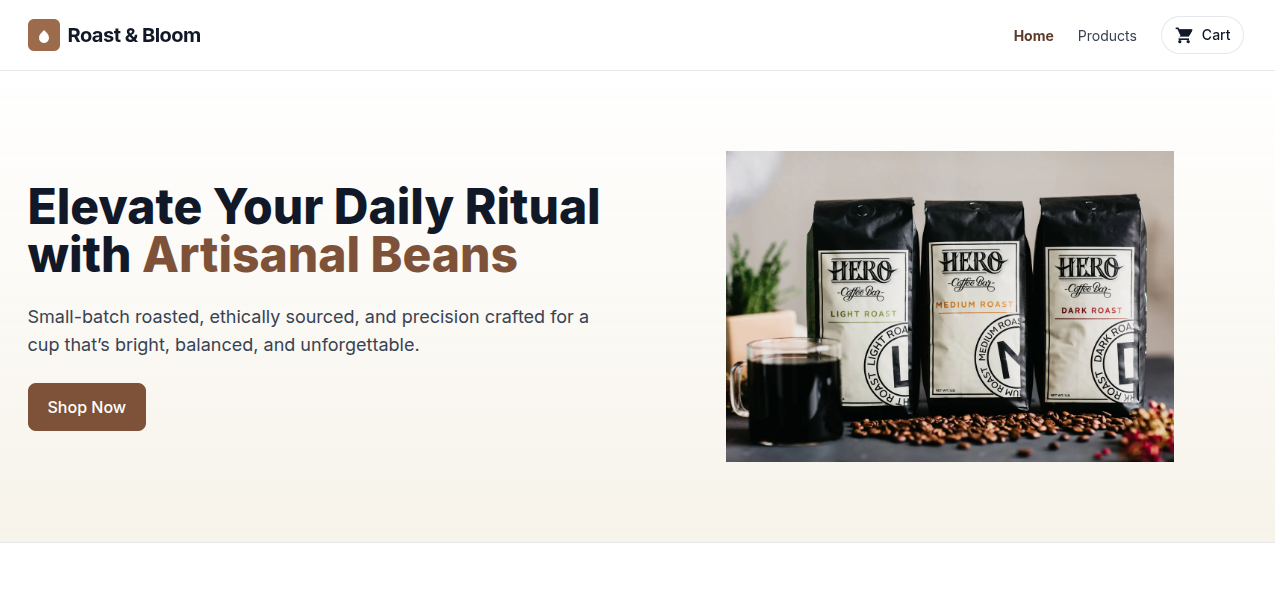 Roast & Bloom
Home
Products
Cart
Elevate Your Daily Ritual
with Artisanal Beans
Small-batch roasted, ethically sourced, and precision crafted for a
cup that’s bright, balanced, and unforgettable.
Shop Now
HERO
Coffee Bar
LIGHT ROAST
LIGHT ROAST
L
HERO
Coffee Bar
MEDIUM ROAST
MEDIUM ROAST
HERO
Coffee Bar
DARK ROAST
DARK ROAST